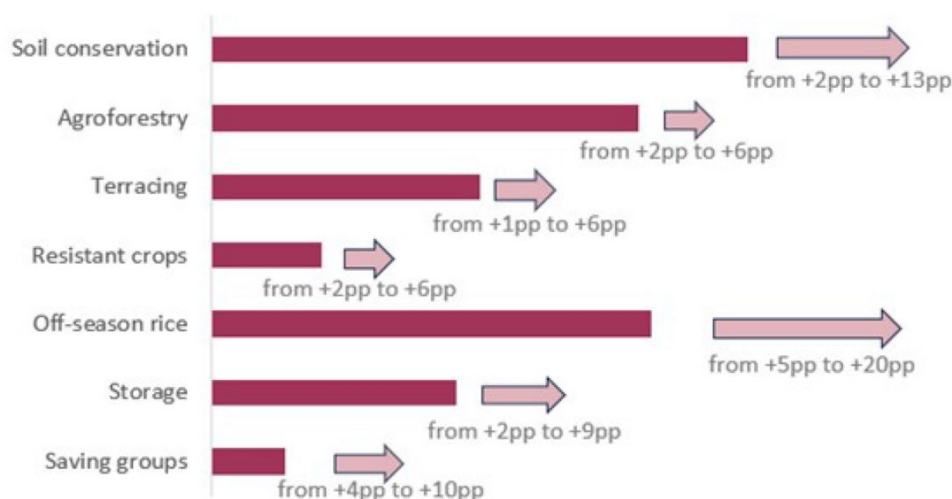 Soil conservation
from +2pp to +13pp
Agroforestry
from +2pp to +6pp
Terracing
from +1pp to +6pp
Resistant crops
from +2pp to +6pp
Off-season rice
from +5pp to +20pp
Storage
from +2pp to +9pp
Saving groups
from +4pp to +10pp